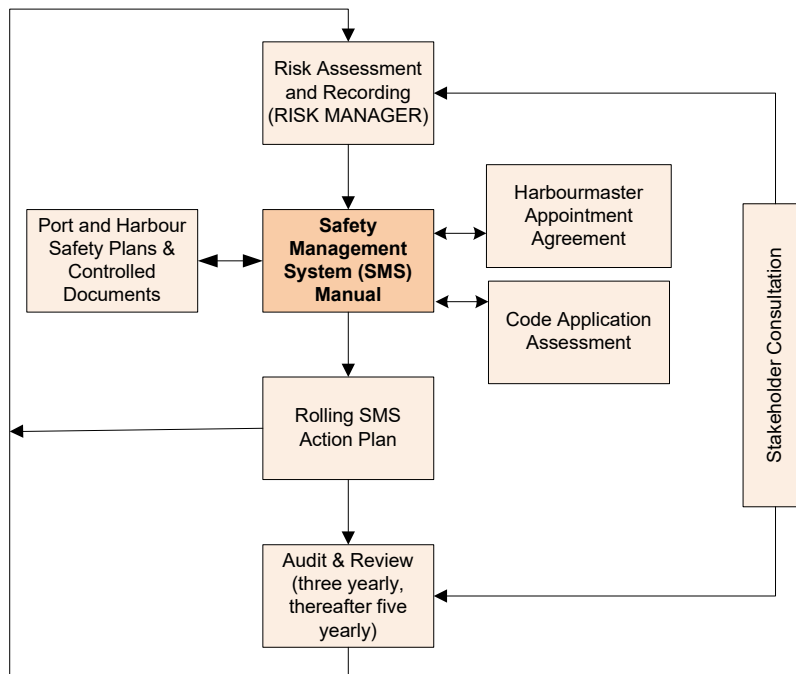 Risk Assessment
and Recording
(RISK MANAGER)
Port and Harbour
Safety Plans &
Controlled
Documents
Safety
Management
System (SMS)
Manual
Harbourmaster
Appointment
Agreement
Code Application
Assessment
Stakeholder Consultation
Rolling SMS
Action Plan
Audit & Review
(three yearly,
thereafter five
yearly)